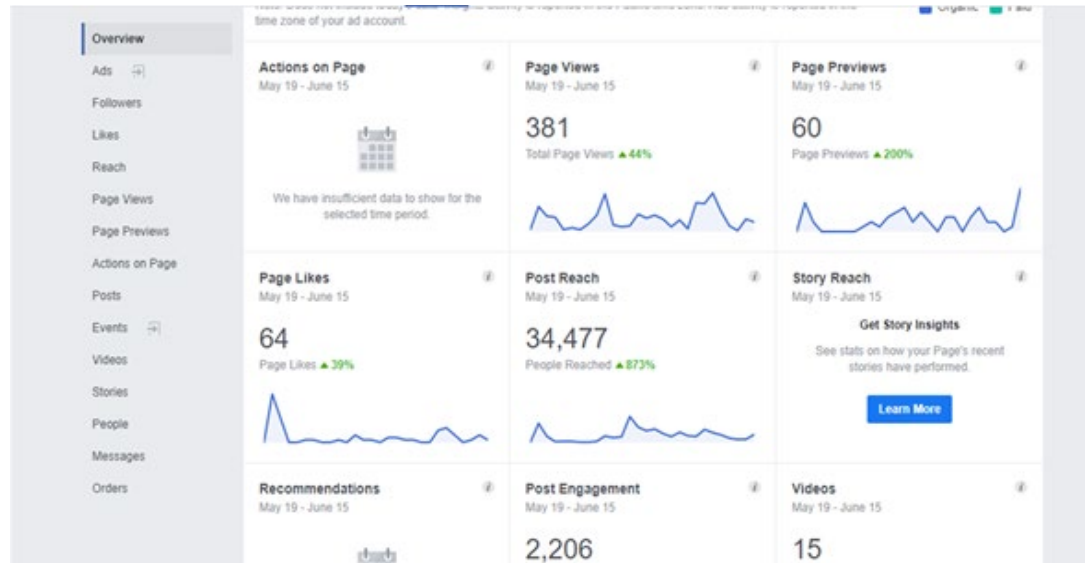 time zone of your ad account.
Organic Paid
Overview
Ads
Followers
Likes
Reach
Page Views
Page Previews
Actions on Page
Posts
Events
Videos
Stories
People
Messages
Orders
Actions on Page
May 19 - June 15
We have insufficient data to show for the
selected time period.
Page Views
May 19 - June 15
381
Total Page Views 44%
Page Previews
May 19 - June 15
60
Page Previews 200%
Page Likes
May 19 - June 15
64
Page Likes 39%
Post Reach
May 19 - June 15
34,477
People Reached 873%
Story Reach
May 19 - June 15
Get Story Insights
See stats on how your Page's recent
stories have performed.
Learn More
Recommendations
May 19 - June 15
Post Engagement
May 19 - June 15
2,206
Videos
May 19 - June 15
15